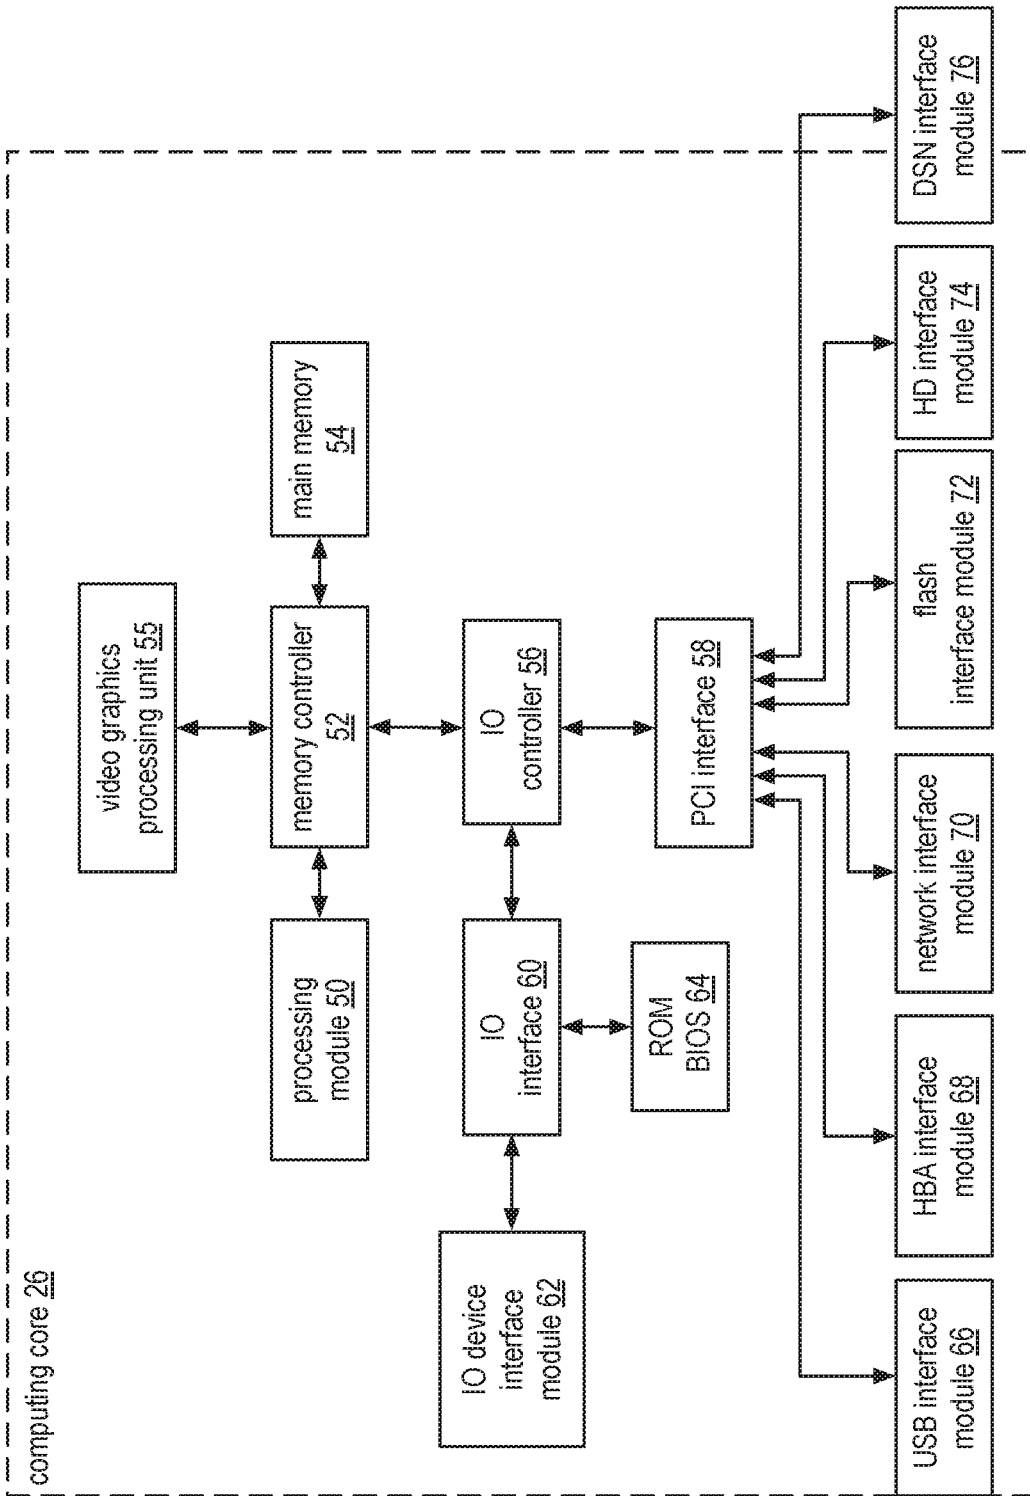 computing core 26
video graphics
processing unit 55
processing
module 50
memory controller
52
main memory
54
IO device
interface
module 62
IO
interface 60
IO
controller 56
ROM
BIOS 64
PCI interface 58
USB interface
module 66
HBA interface
module 68
network interface
module 70
flash
interface module 72
HD interface
module 74
DSN interface
module 76